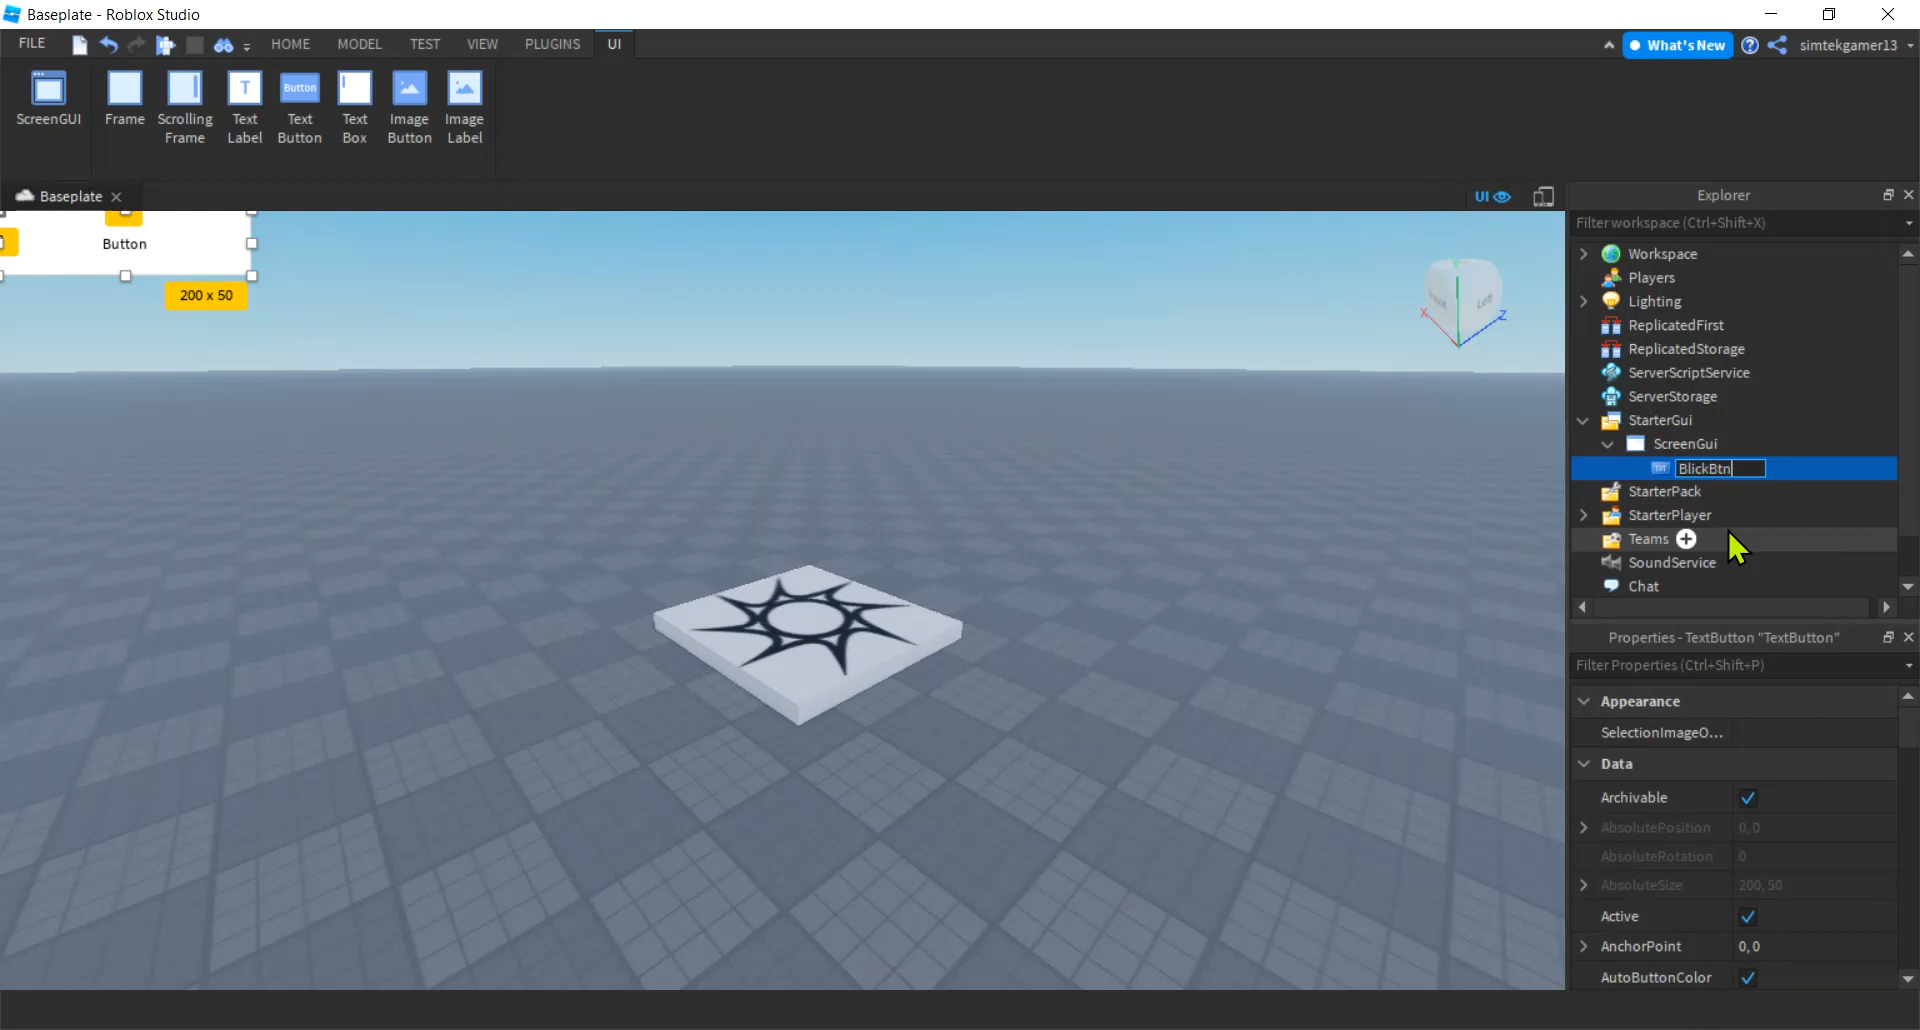 Baseplate - Roblox Studio
FILE HOME MODEL TEST VIEW PLUGINS UI What's New simtekgamer13
ScreenGUI Frame Scrolling Frame Text Label Button Text Button Text Box Image Button Image Label
Baseplate UI
Button
200 x 50
X Y Z
Left
Explorer
Filter workspace (Ctrl+Shift+X)
Workspace
Players
Lighting
ReplicatedFirst
ReplicatedStorage
ServerScriptService
ServerStorage
StarterGui
ScreenGui
BlickBtn
StarterPack
StarterPlayer
Teams
SoundService
Chat
Properties - TextButton "TextButton"
Filter Properties (Ctrl+Shift+P)
Appearance
SelectionImageO...
Data
Archivable
AbsolutePosition 0,0
AbsoluteRotation 0
AbsoluteSize 200, 50
Active
AnchorPoint 0,0
AutoButtonColor